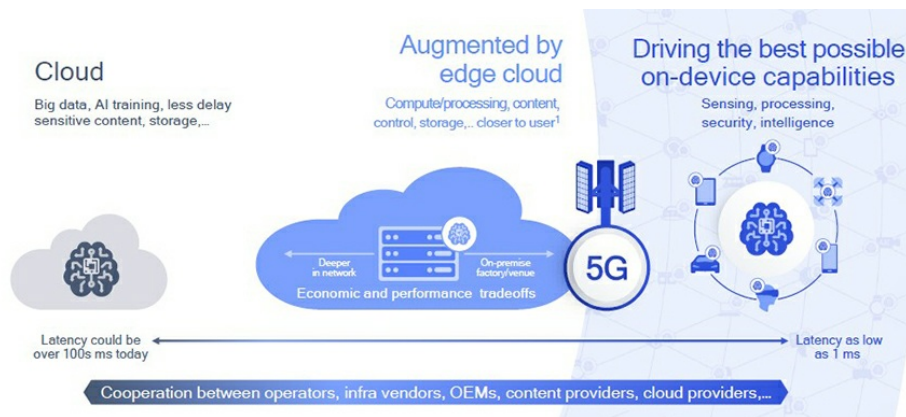 Cloud
Big data, AI training, less delay
sensitive content, storage,...
Augmented by
edge cloud
Compute/processing, content,
control, storage,.. closer to user¹
Driving the best possible
on-device capabilities
Sensing, processing,
security, intelligence
Deeper
in network
On-premise
factory/venue
Economic and performance tradeoffs
5G
Latency could be
over 100s ms today
Latency as low
as 1 ms
Cooperation between operators, infra vendors, OEMs, content providers, cloud providers,...